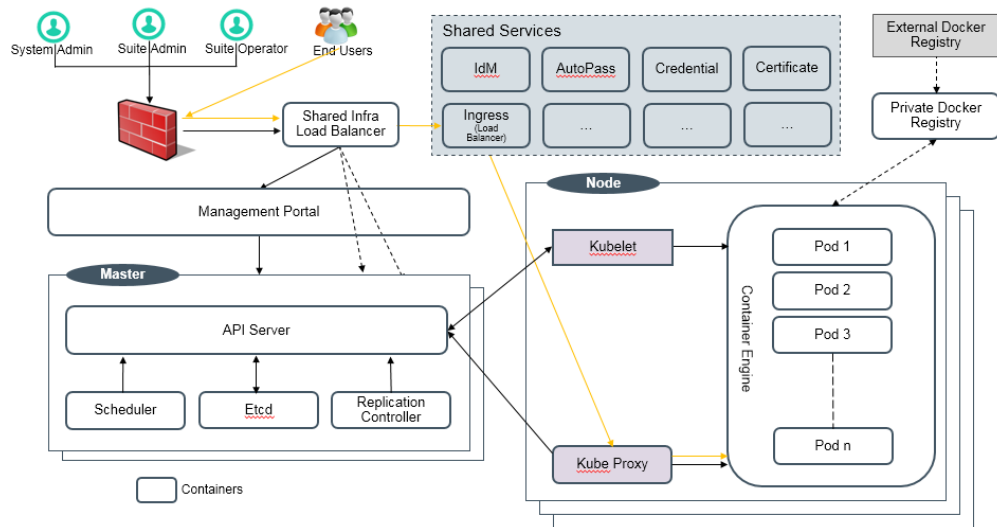 System Admin
Suite Admin
Suite Operator
End Users
Shared Services
IdM
AutoPass
Credential
Certificate
Ingress
(Load
Balancer)
...
...
...
External Docker
Registry
Private Docker
Registry
Shared Infra
Load Balancer
Management Portal
Master
API Server
Scheduler
Etcd
Replication
Controller
Containers
Node
Kubelet
Kube Proxy
Container Engine
Pod 1
Pod 2
Pod 3
Pod n